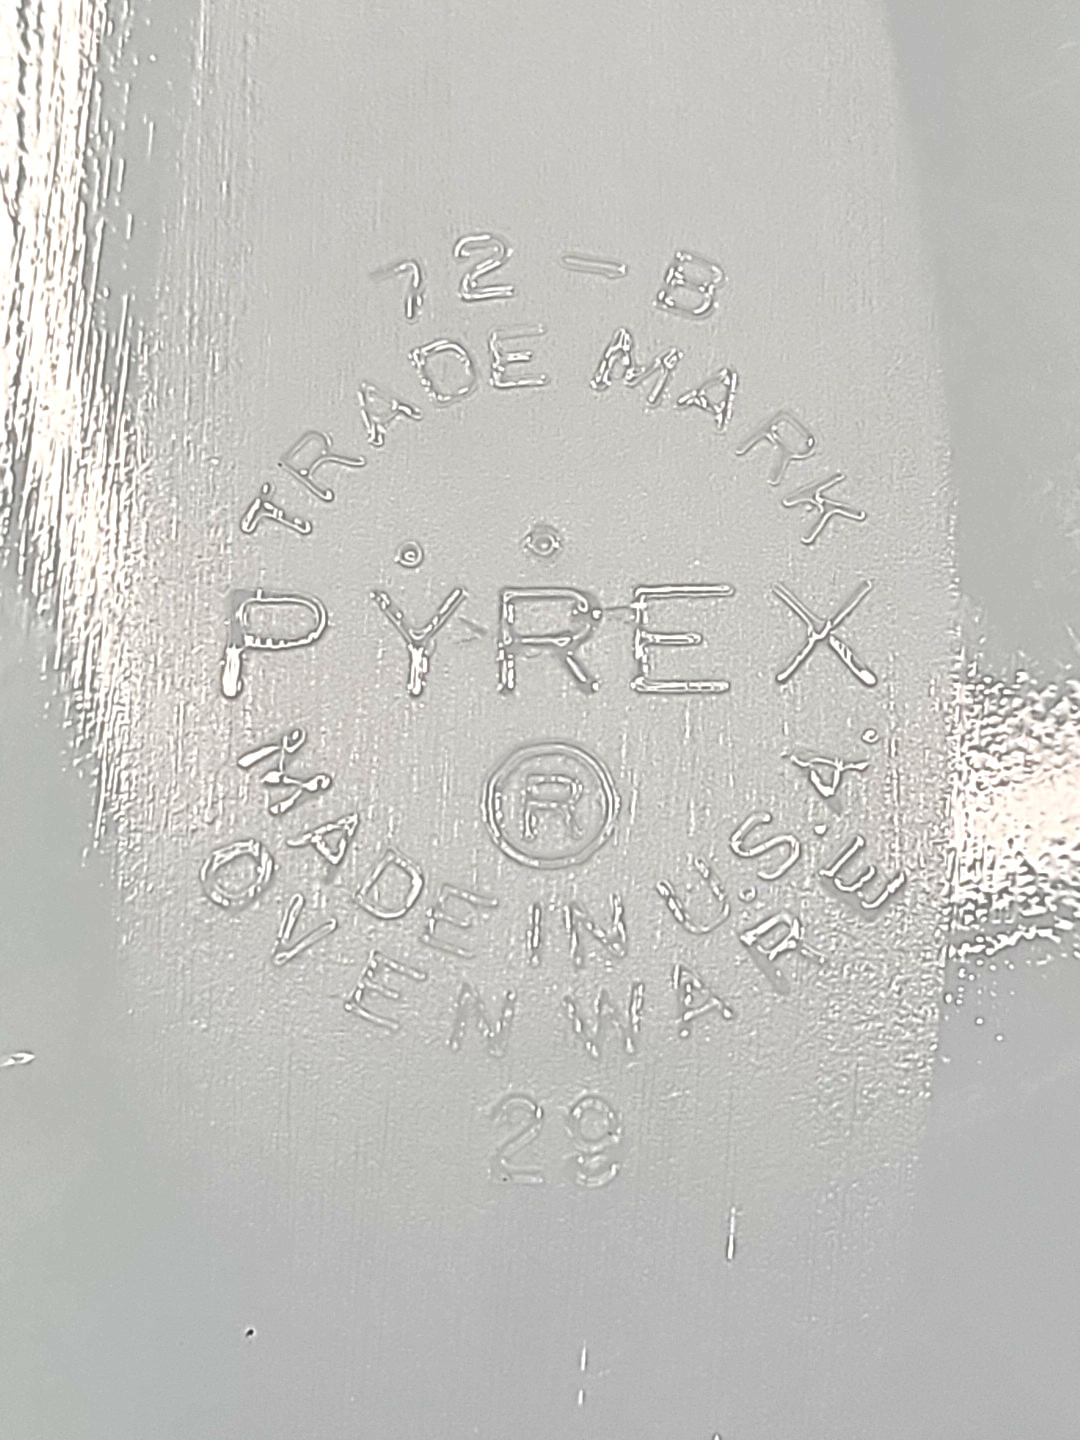 72-B
TRADE MARK
PYREX
®
MADE IN U.S.A.
OVENWARE
29